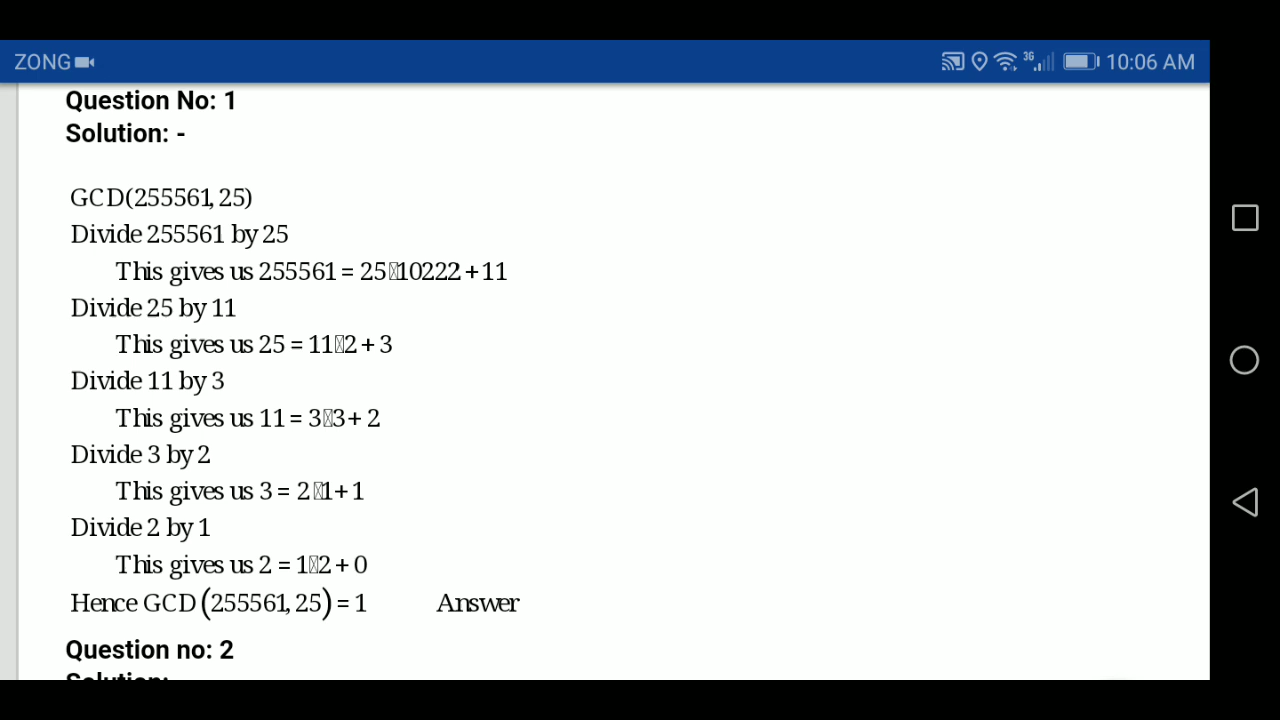 ZONG 3G 10:06 AM
Question No: 1
Solution: -
GCD(255561, 25)
Divide 255561 by 25
This gives us 255561 = 25▯10222 + 11
Divide 25 by 11
This gives us 25 = 11▯2 + 3
Divide 11 by 3
This gives us 11 = 3▯3 + 2
Divide 3 by 2
This gives us 3 = 2▯1 + 1
Divide 2 by 1
This gives us 2 = 1▯2 + 0
Hence GCD (255561, 25) = 1 Answer
Question no: 2
Solution: